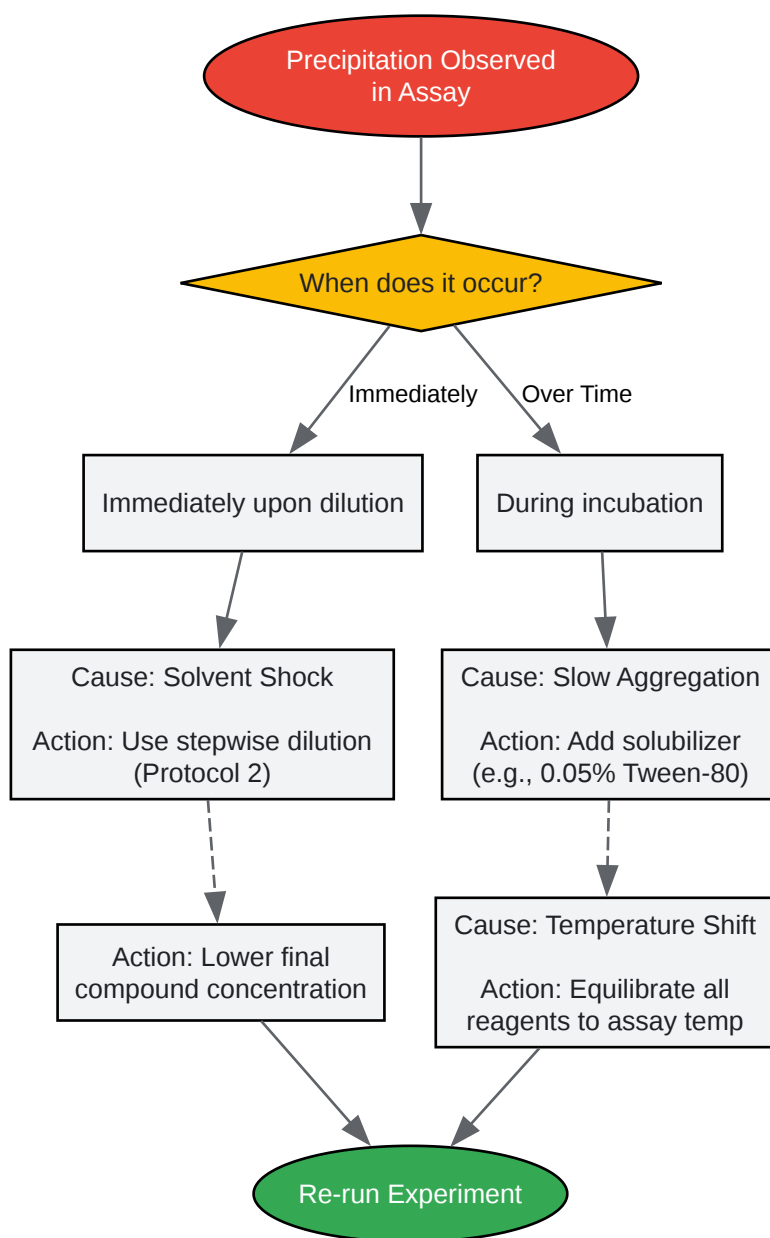 Precipitation Observed
in Assay
When does it occur?
Immediately
Over Time
Immediately upon dilution
During incubation
Cause: Solvent Shock
Action: Use stepwise dilution
(Protocol 2)
Cause: Slow Aggregation
Action: Add solubilizer
(e.g., 0.05% Tween-80)
Action: Lower final
compound concentration
Cause: Temperature Shift
Action: Equilibrate all
reagents to assay temp
Re-run Experiment